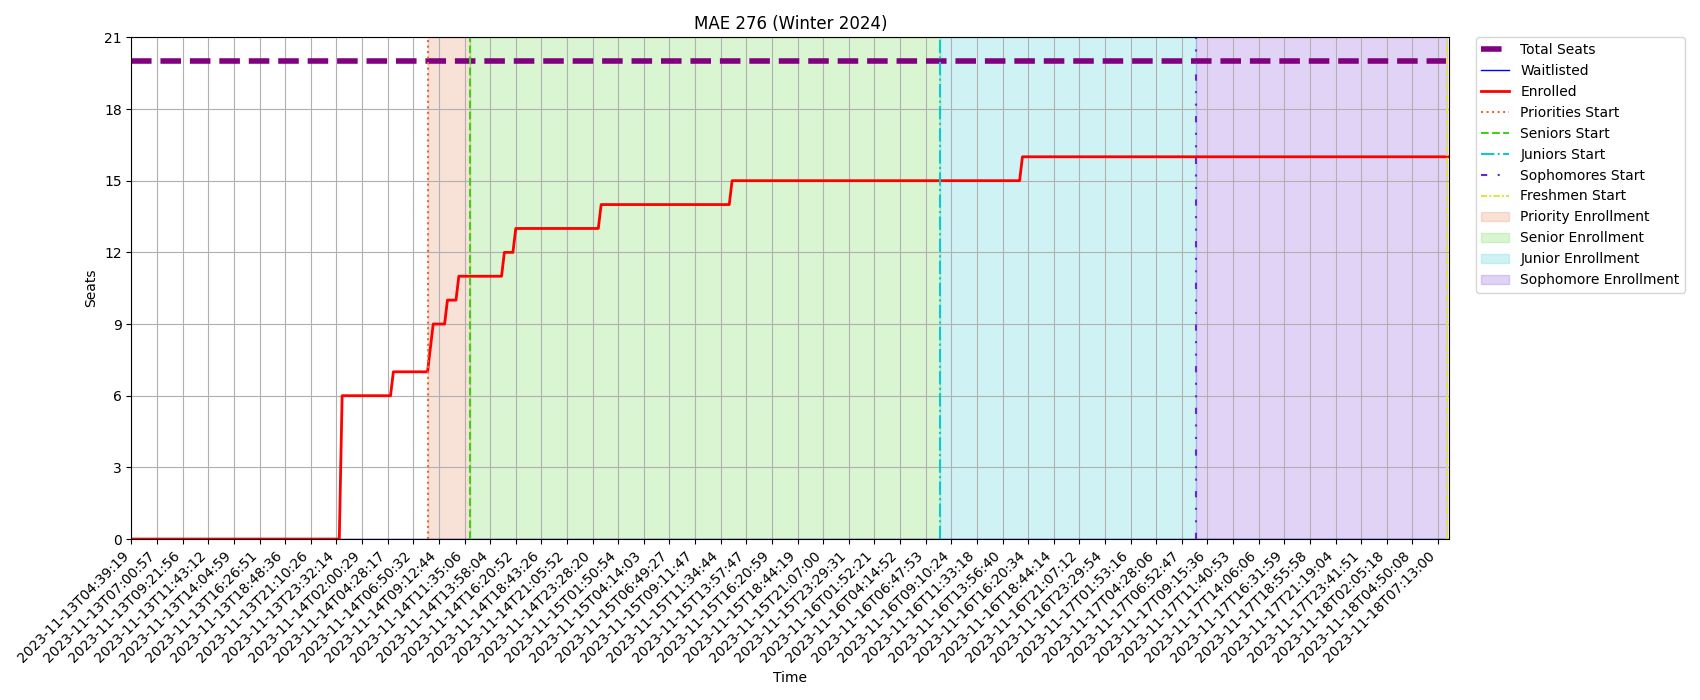 MAE 276 (Winter 2024)
21
18
15
12
9
6
3
0
Seats
2023-11-13T04:39:19
2023-11-13T07:00:57
2023-11-13T09:21:56
2023-11-13T11:43:12
2023-11-13T14:04:59
2023-11-13T16:26:51
2023-11-13T18:48:36
2023-11-13T21:10:26
2023-11-13T23:32:14
2023-11-14T02:00:29
2023-11-14T04:28:17
2023-11-14T06:50:32
2023-11-14T09:12:44
2023-11-14T11:35:06
2023-11-14T13:58:04
2023-11-14T16:20:52
2023-11-14T18:43:26
2023-11-14T21:05:52
2023-11-14T23:28:20
2023-11-15T01:50:54
2023-11-15T04:14:03
2023-11-15T06:49:27
2023-11-15T09:11:47
2023-11-15T11:34:44
2023-11-15T13:57:47
2023-11-15T16:20:59
2023-11-15T18:44:19
2023-11-15T21:07:00
2023-11-15T23:29:31
2023-11-16T01:52:21
2023-11-16T04:14:52
2023-11-16T06:47:53
2023-11-16T09:10:24
2023-11-16T11:33:18
2023-11-16T13:56:40
2023-11-16T16:20:34
2023-11-16T18:44:14
2023-11-16T21:07:12
2023-11-16T23:29:54
2023-11-17T01:53:16
2023-11-17T04:28:06
2023-11-17T06:52:47
2023-11-17T09:15:36
2023-11-17T11:40:53
2023-11-17T14:06:06
2023-11-17T16:31:59
2023-11-17T18:55:58
2023-11-17T21:19:04
2023-11-17T23:41:51
2023-11-18T02:05:18
2023-11-18T04:50:08
2023-11-18T07:13:00
Time
Total Seats
Waitlisted
Enrolled
Priorities Start
Seniors Start
Juniors Start
Sophomores Start
Freshmen Start
Priority Enrollment
Senior Enrollment
Junior Enrollment
Sophomore Enrollment